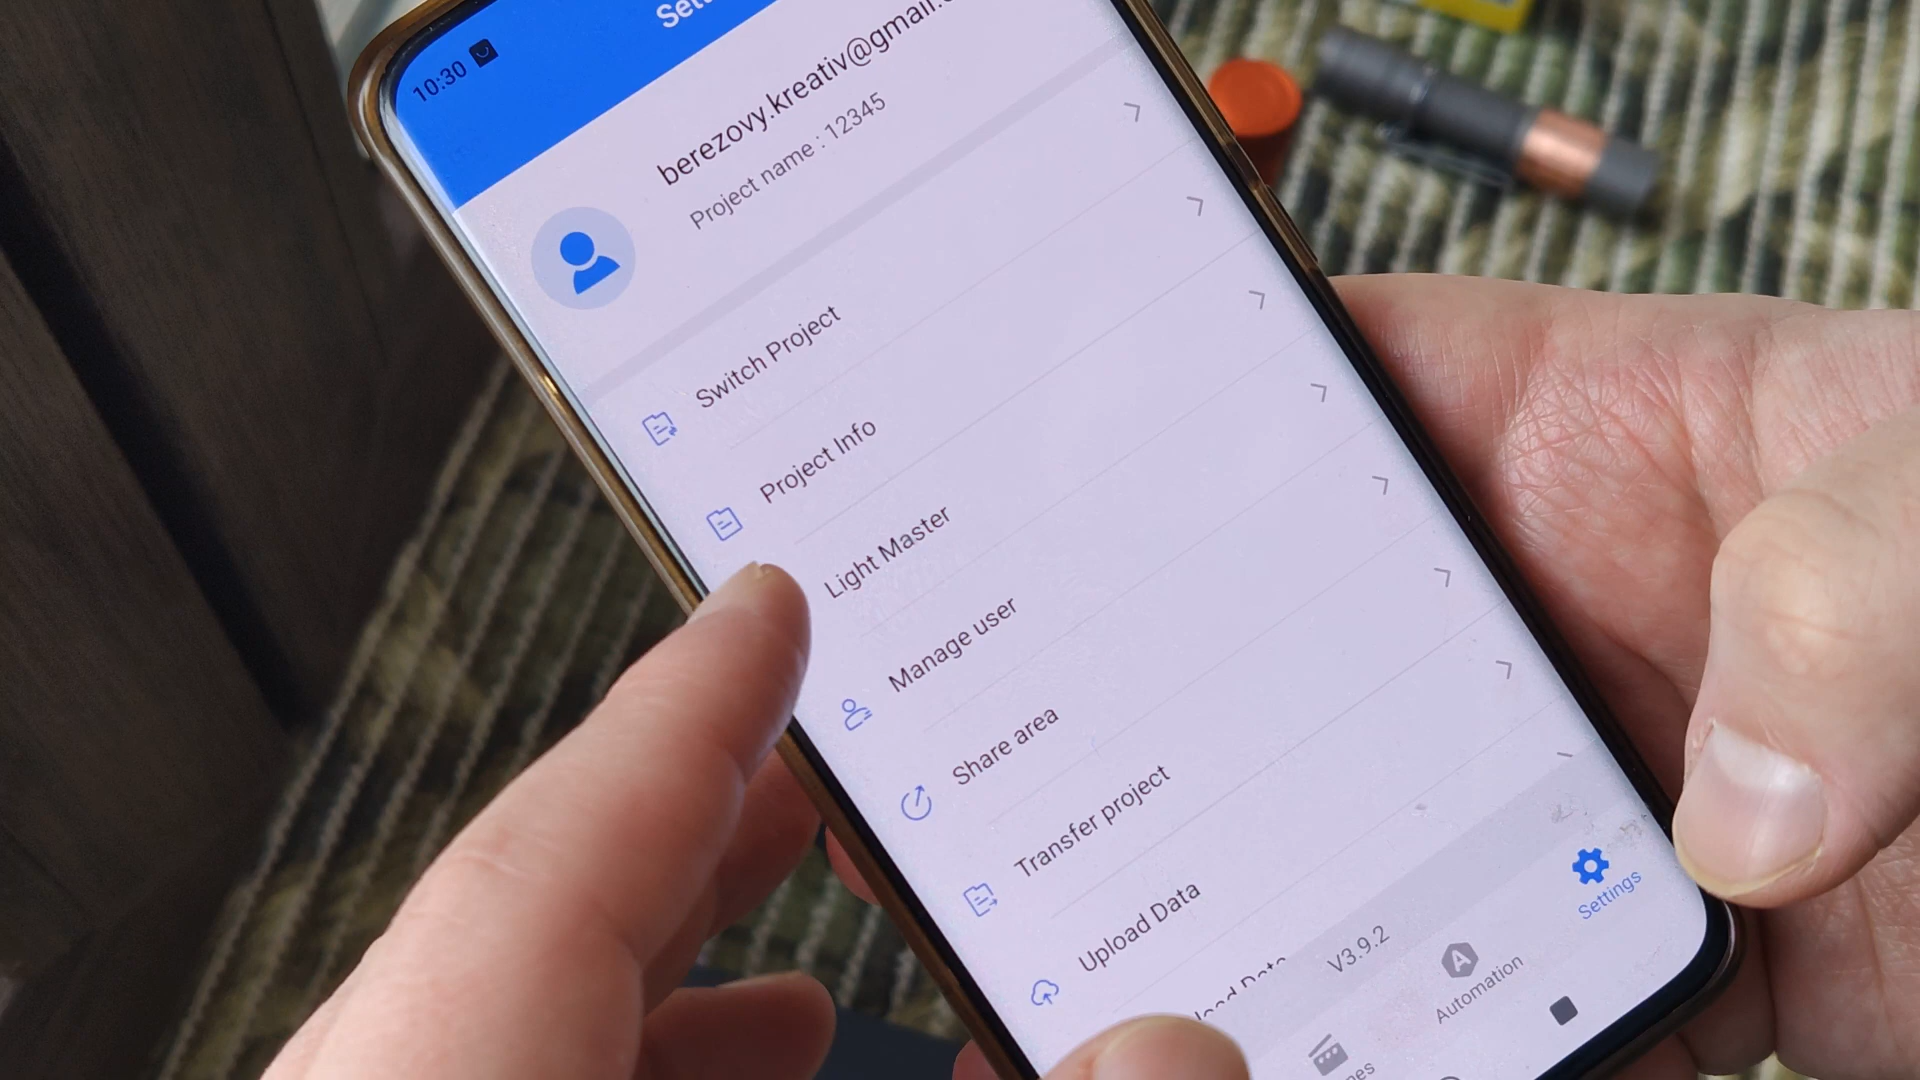 10:30
berezovy.kreativ@gmail.
Project name : 12345
Switch Project
Project Info
Light Master
Manage user
Share area
Transfer project
Upload Data
V3.9.2
Automation
Settings